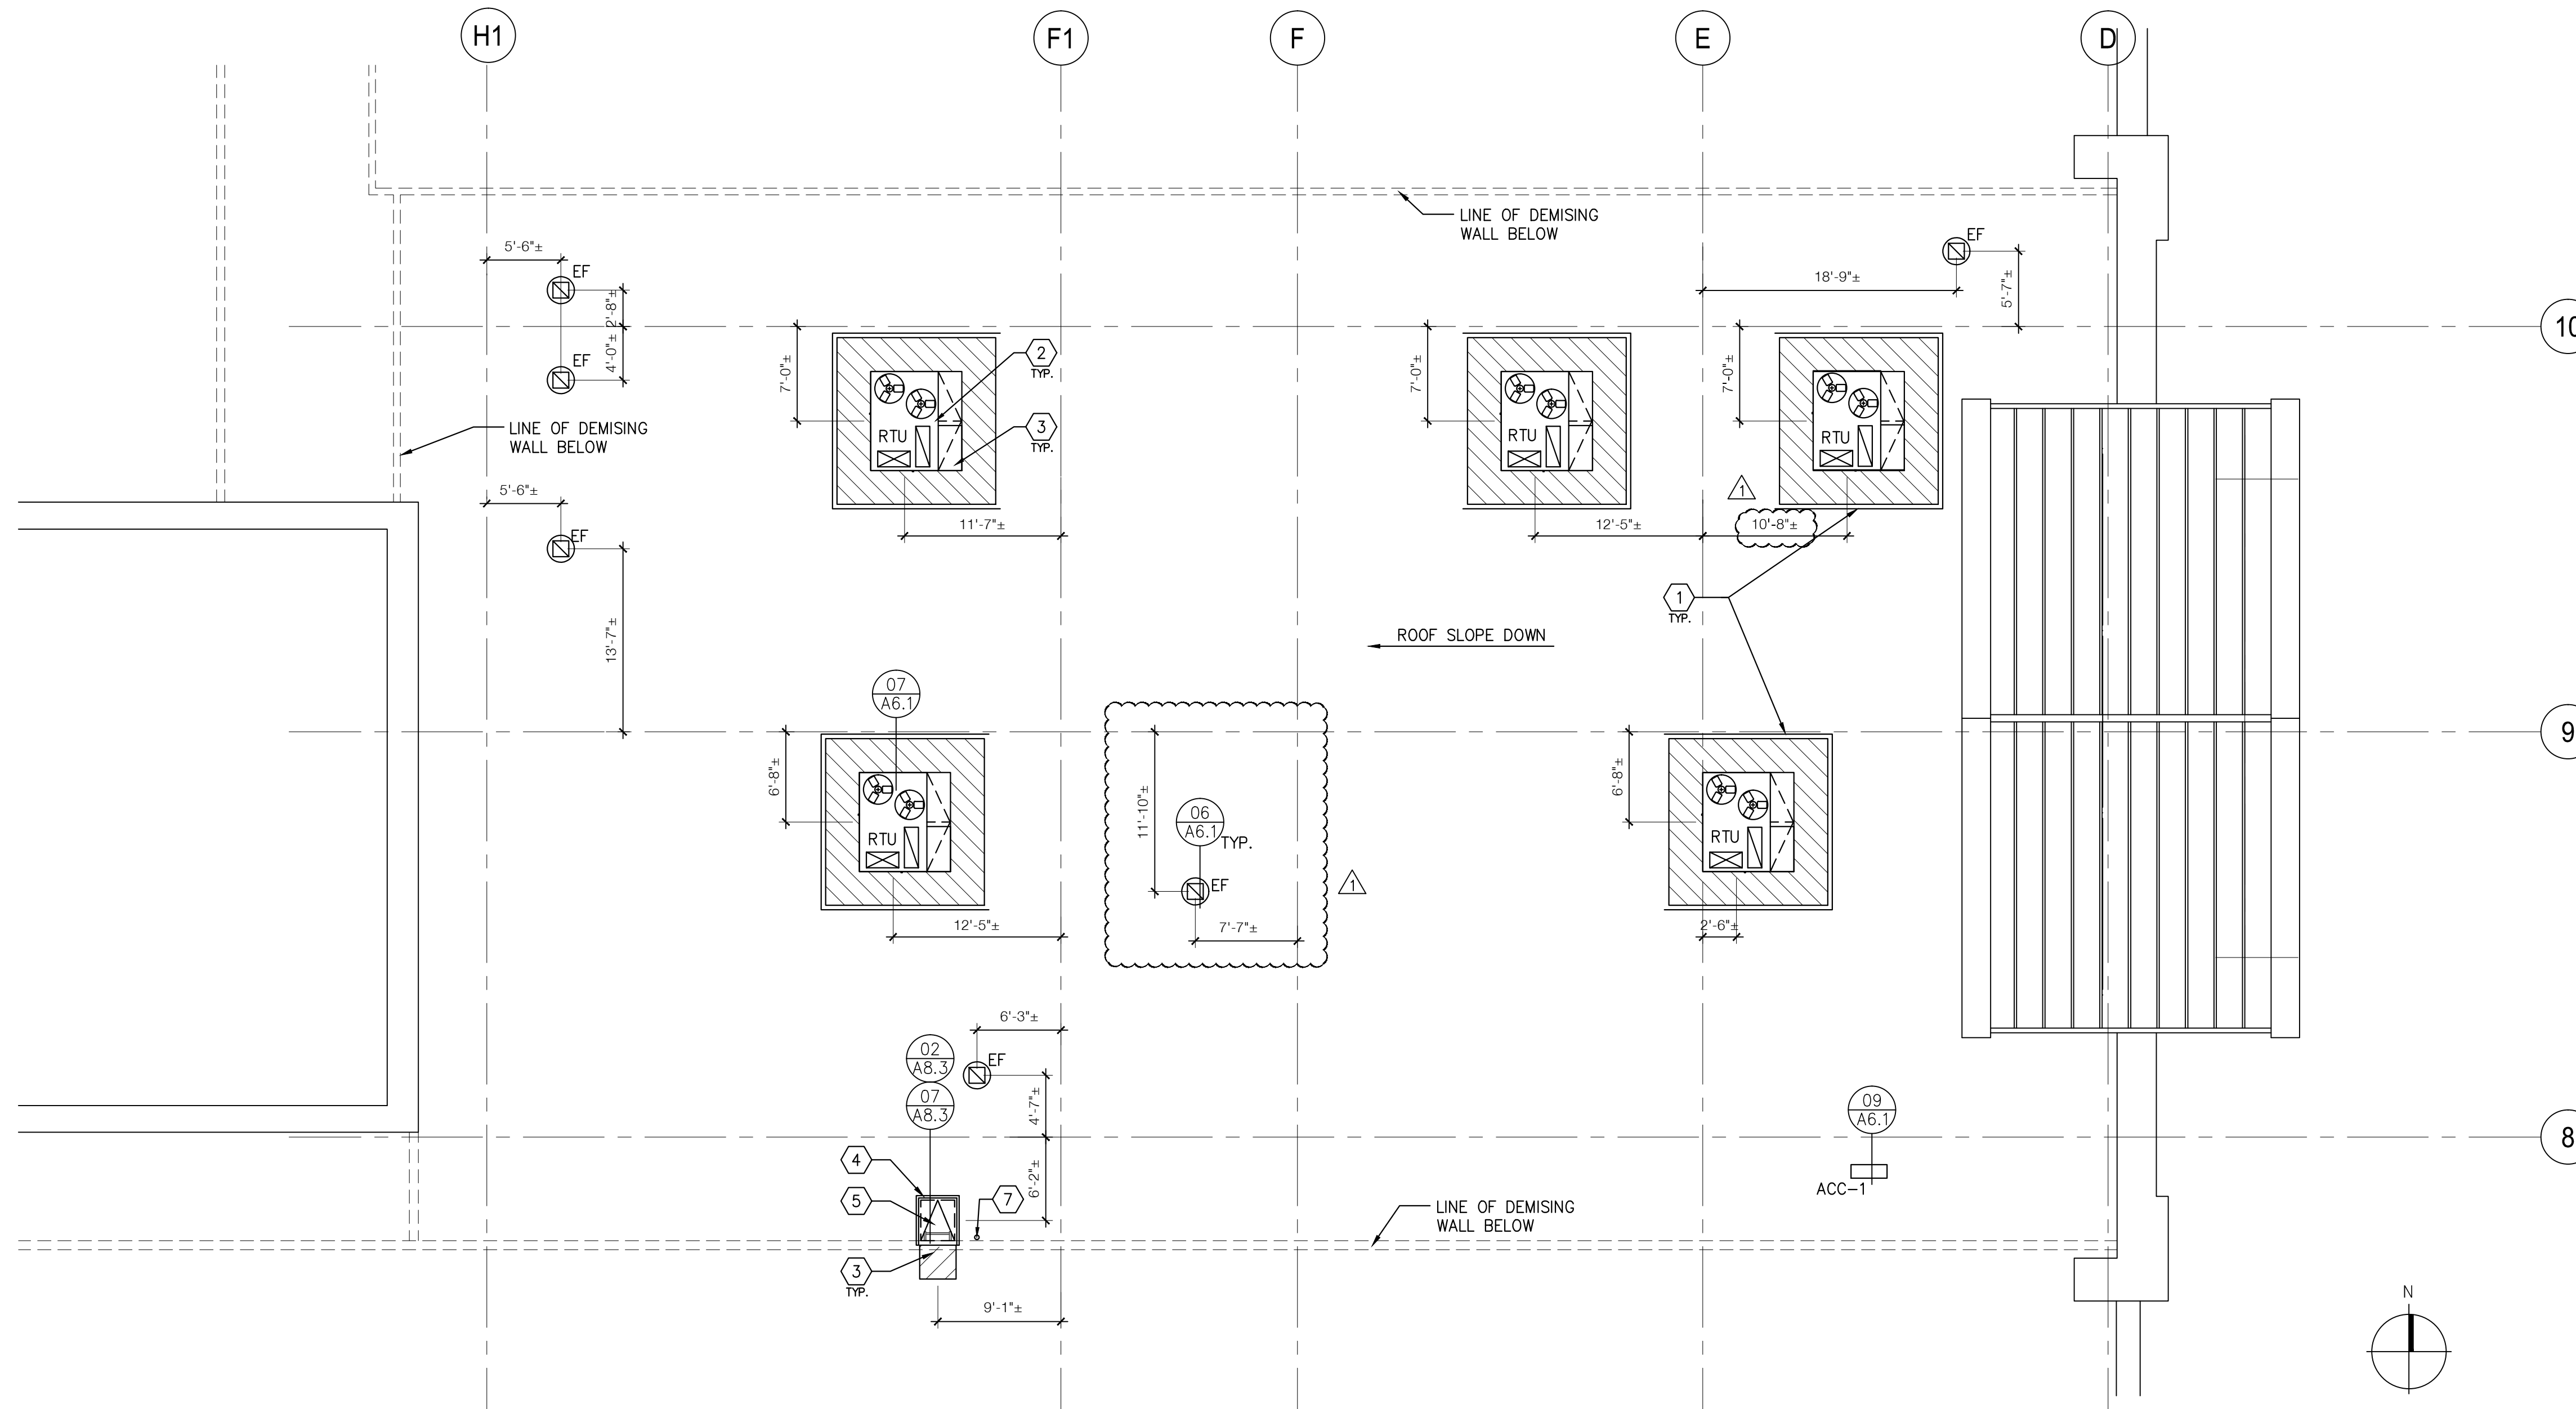 H1
F1
F
E
D
LINE OF DEMISING
WALL BELOW
EF
5'-6"±
EF
18'-9"±
5'-7"±
2'-8"±
10
4'-0"±
EF
7'-0"±
2
TYP.
7'-0"±
7'-0"±
3
TYP.
LINE OF DEMISING
WALL BELOW
RTU
RTU
RTU
5'-6"±
1
11'-7"±
12'-5"±
10'-8"±
EF
1
TYP.
13'-7"±
ROOF SLOPE DOWN
07
A6.1
9
6'-8"±
6'-8"±
11'-10"±
06
A6.1
TYP.
RTU
RTU
EF
1
12'-5"±
7'-7"±
2'-6"±
6'-3"±
02
A8.3
EF
07
A8.3
4'-7"±
09
A6.1
8
4
6'-2"±
5
7
ACC-1
LINE OF DEMISING
WALL BELOW
3
TYP.
9'-1"±
N